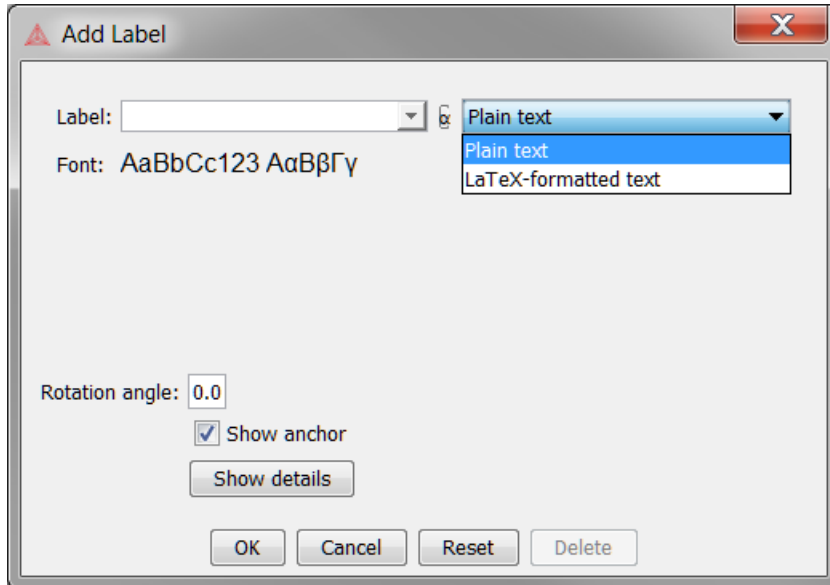 Add Label
Label: α Plain text
Plain text
Font: AaBbCc123 ΑαΒβΓγ
LaTeX-formatted text
Rotation angle: 0.0
Show anchor
Show details
OK Cancel Reset Delete